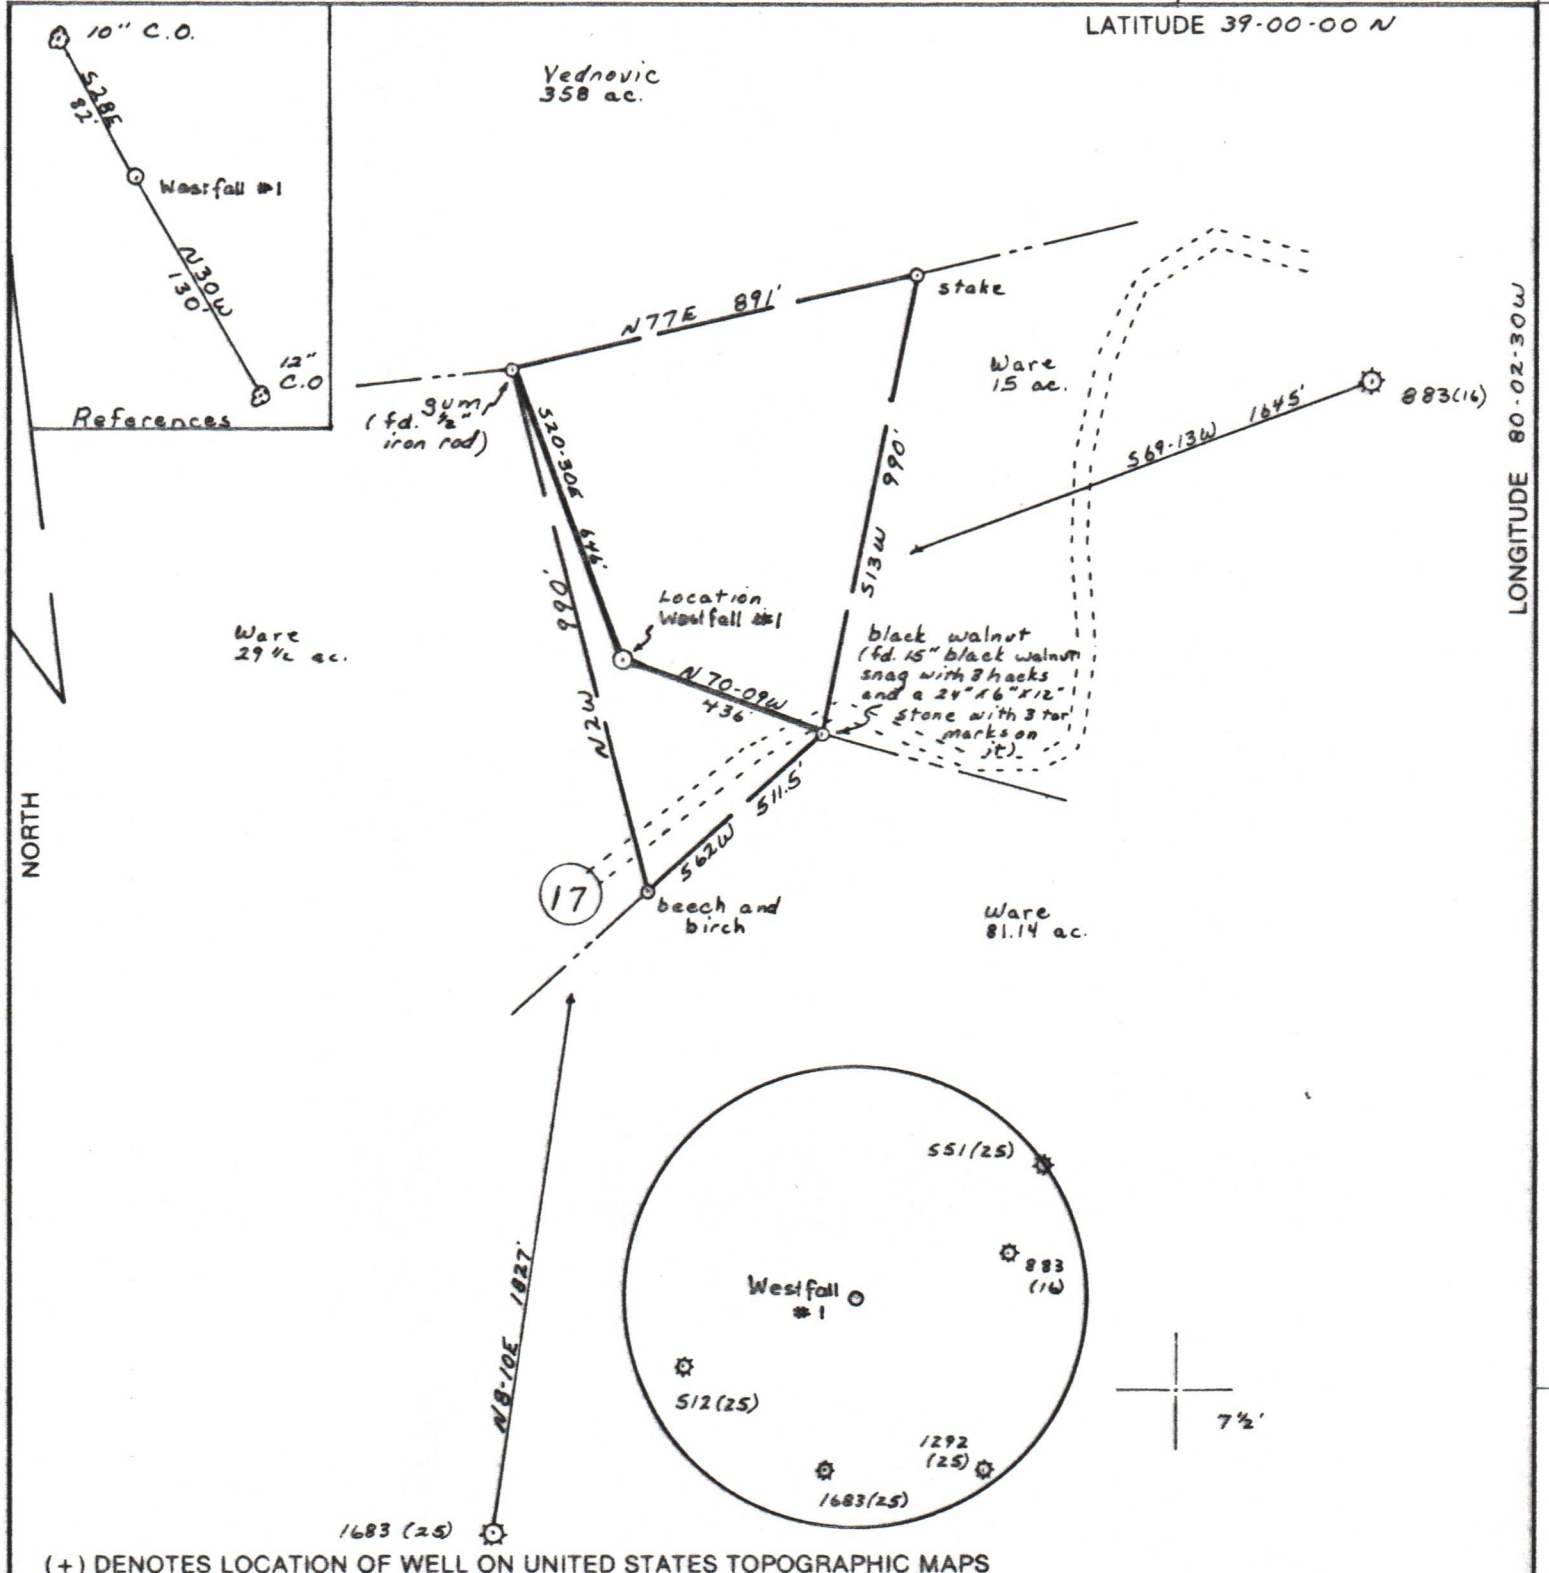 LATITUDE 39-00-00 N
10" C.O.
S28E
82'
Westfall #1
N30W
130'
12"
C.O
References
Yednovic
358 ac.
N77E 891'
stake
gum
(fd. ½"
iron rod)
S20-30E 646'
Ware
15 ac.
883(16)
S69-13W 1645'
LONGITUDE 80-02-30W
990'
S13W
990'
N2W
Location
Westfall #1
Ware
29½ ac.
N70-09W
436'
black walnut
(fd. 15" black walnut
snag with 3 hacks
and a 24"x6"x12"
stone with 3 tar
marks on
it)
NORTH
S62W 511.5'
17
beech and
birch
Ware
81.14 ac.
N8-10E 1827'
551(25)
883
(16)
Westfall
#1
512(25)
1292
(25)
1683(25)
7½'
1683 (25)
(+) DENOTES LOCATION OF WELL ON UNITED STATES TOPOGRAPHIC MAPS